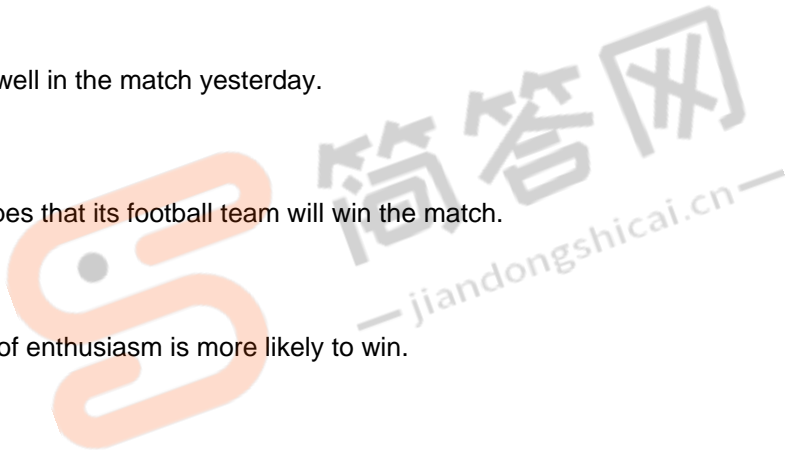 well in the match yesterday.
简答网
oes that its football team will win the match.
— jiandongshicai.cn —
of enthusiasm is more likely to win.